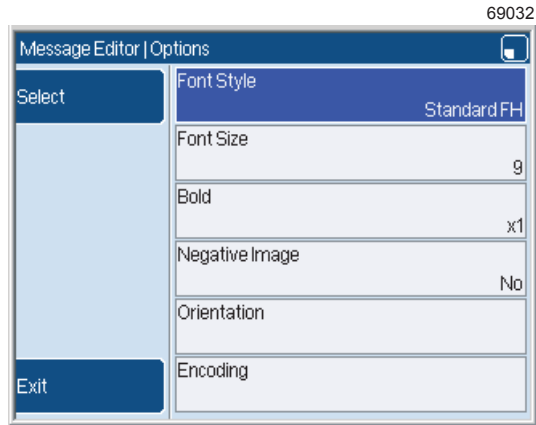 69032
Message Editor | Options
Select
Font Style
Standard FH
Font Size
9
Bold
x1
Negative Image
No
Orientation
Encoding
Exit